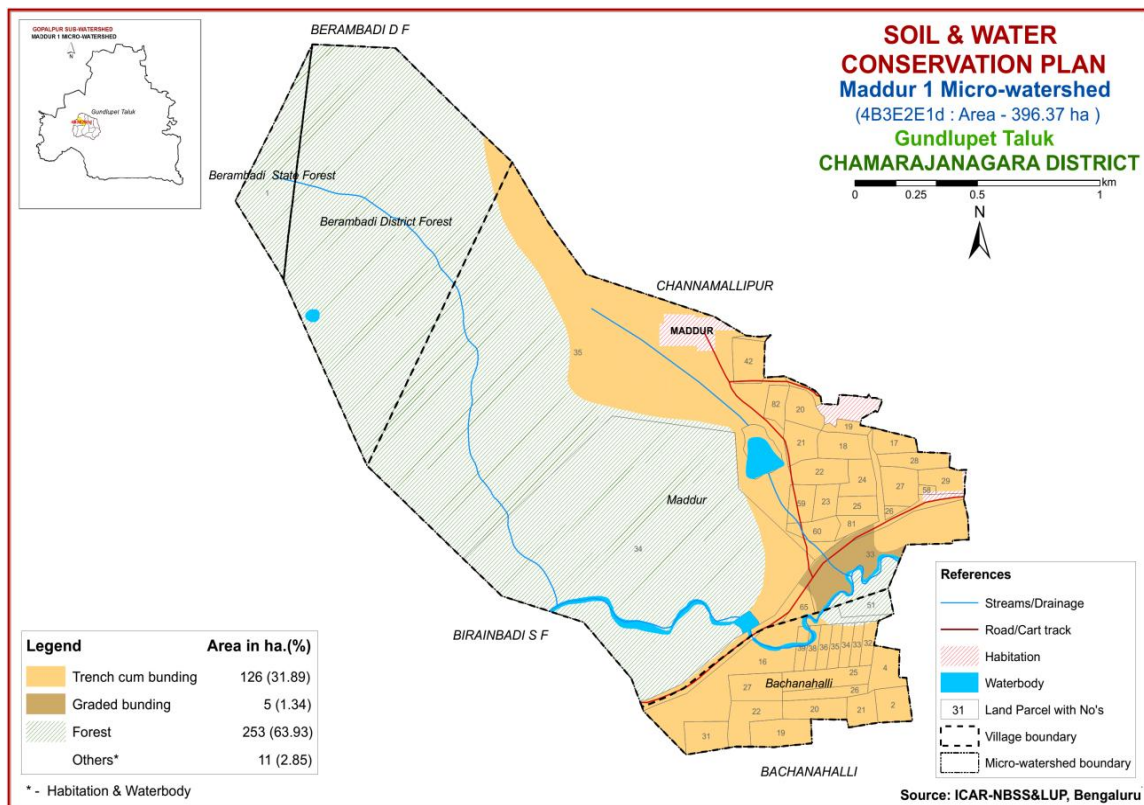 GOPALPUR SUB-WATERSHED
MADDUR 1 MICRO-WATERSHED
N
Gundlupet Taluk
SOIL & WATER
CONSERVATION PLAN
Maddur 1 Micro-watershed
(4B3E2E1d : Area - 396.37 ha )
Gundlupet Taluk
CHAMARAJANAGARA DISTRICT
km
0 0.25 0.5 1
N
BERAMBADI D F
Berambadi State Forest
1
Berambadi District Forest
CHANNAMALLIPUR
MADDUR
35
42
82
20
19
21
18
17
28
22
24
27
29
58
59
23
25
26
60
81
Maddur
34
33
65
51
BIRAINBADI S F
16
39
38
36
35
34
33
32
25
4
Bachanahalli
27
26
22
20
21
2
31
19
BACHANAHALLI
Legend Area in ha.(%)
Trench cum bunding 126 (31.89)
Graded bunding 5 (1.34)
Forest 253 (63.93)
Others* 11 (2.85)
* - Habitation & Waterbody
References
Streams/Drainage
Road/Cart track
Habitation
Waterbody
31 Land Parcel with No's
Village boundary
Micro-watershed boundary
Source: ICAR-NBSS&LUP, Bengaluru